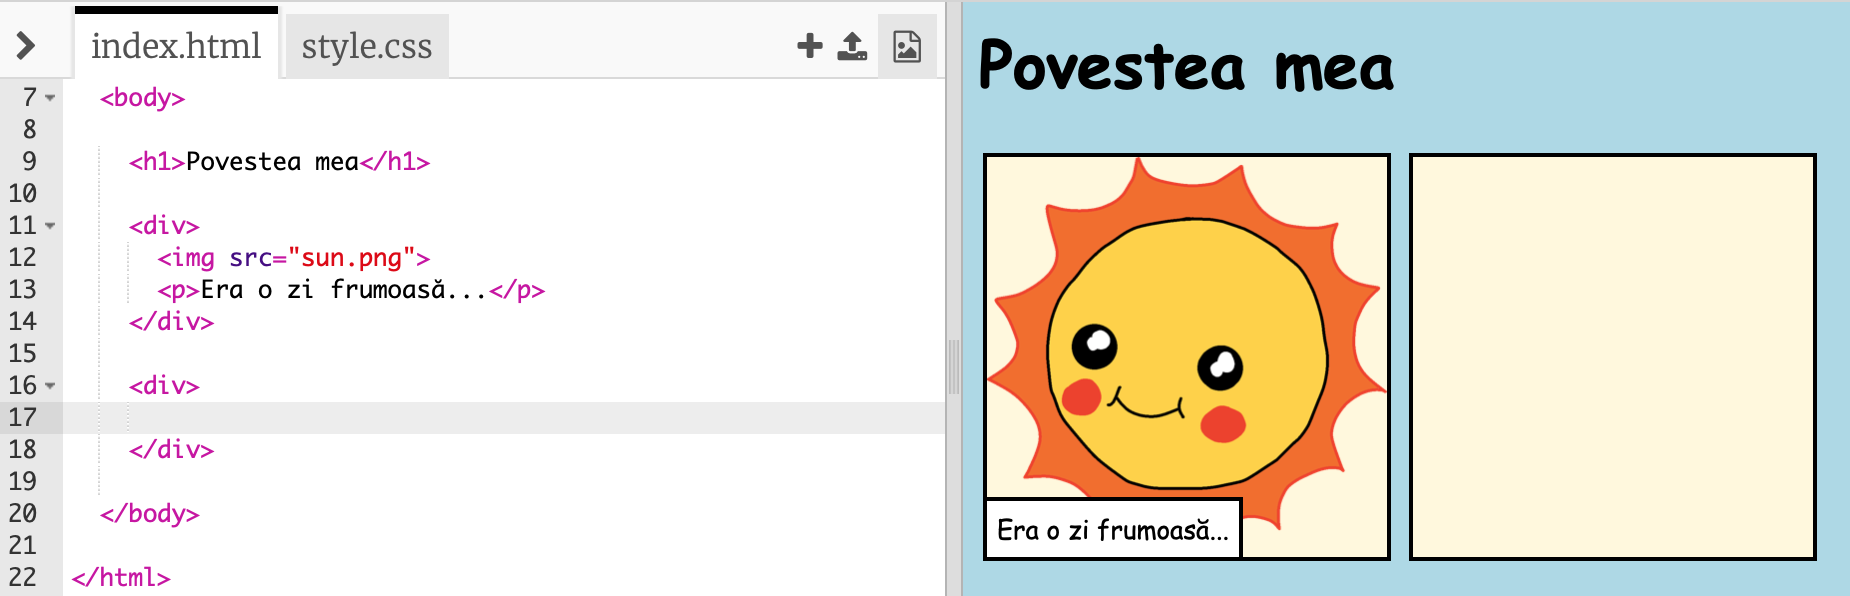 index.html style.css
7 <body>
8
9 <h1>Povestea mea</h1>
10
11 <div>
12 <img src="sun.png">
13 <p>Era o zi frumoasă...</p>
14 </div>
15
16 <div>
17
18 </div>
19
20 </body>
21
22 </html>
Povestea mea
Era o zi frumoasă...